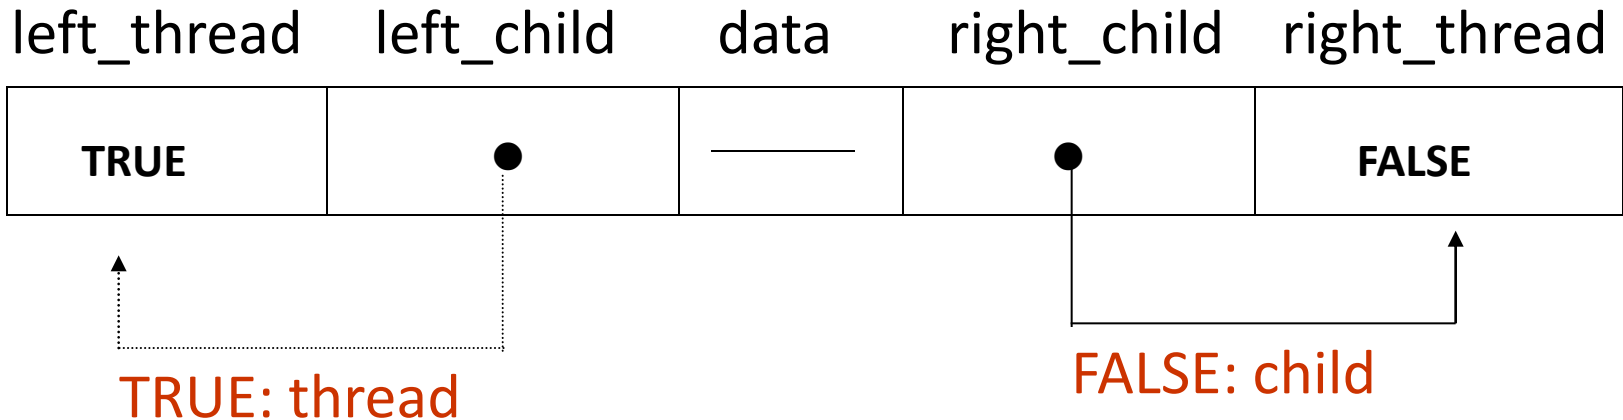 left_thread left_child data right_child right_thread
TRUE FALSE
TRUE: thread FALSE: child